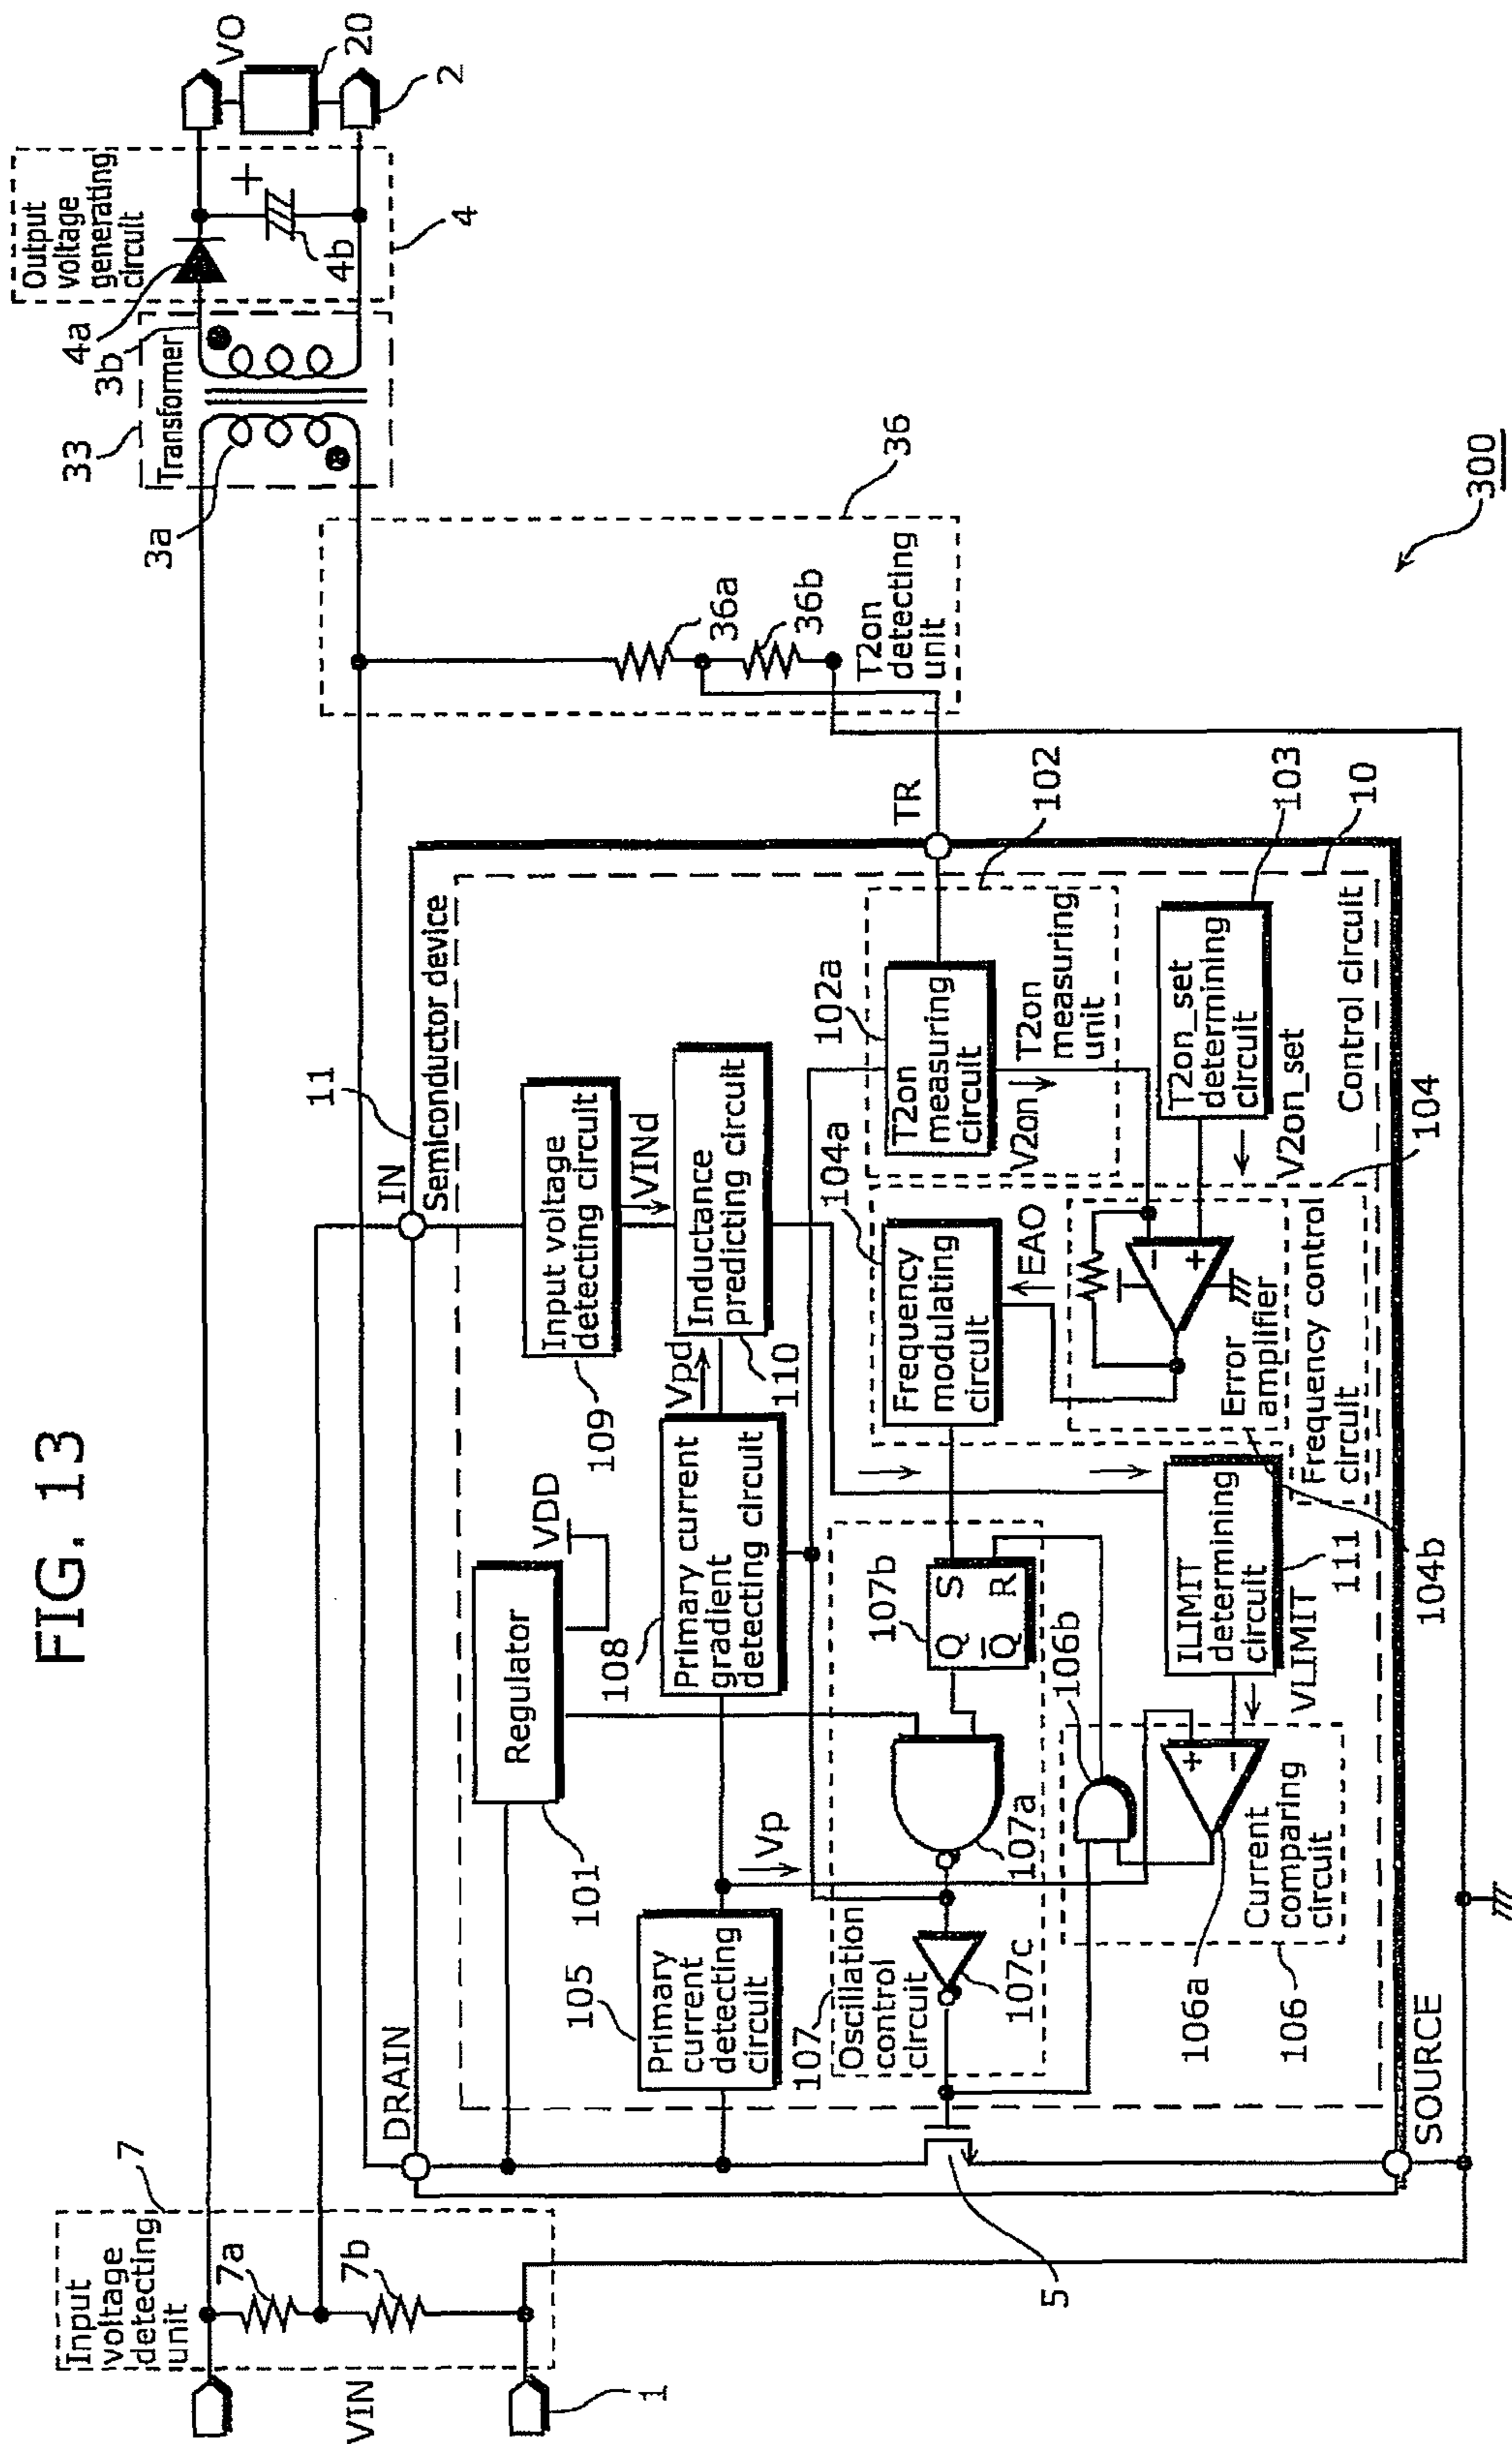 FIG. 13
Input
voltage
detecting
unit
7
7a
7b
VIN
1
DRAIN
IN
11
Semiconductor device
Regulator
101
VDD
Input voltage
detecting circuit
109
VINd
Primary
current
detecting
circuit
105
Vp
Primary current
gradient
detecting circuit
108
Vpd
Inductance
predicting circuit
110
107
Oscillation
control
circuit
107c
107a
107b
Q
S
Q
R
Frequency
modulating
circuit
104a
T2on
measuring
circuit
102a
T2on
measuring
unit
102
V2on
EAO
T2on_set
determining
circuit
103
V2on_set
Error
amplifier
Frequency control
circuit
104
104b
Control circuit
10
106b
Current
comparing
circuit
106a
106
ILIMIT
determining
circuit
111
VLIMIT
+
−
−
+
5
SOURCE
TR
T2on
detecting
unit
36
36a
36b
33
Transformer
3a
3b
Output
voltage
generating
circuit
4a
4b
+
4
VO
20
2
300